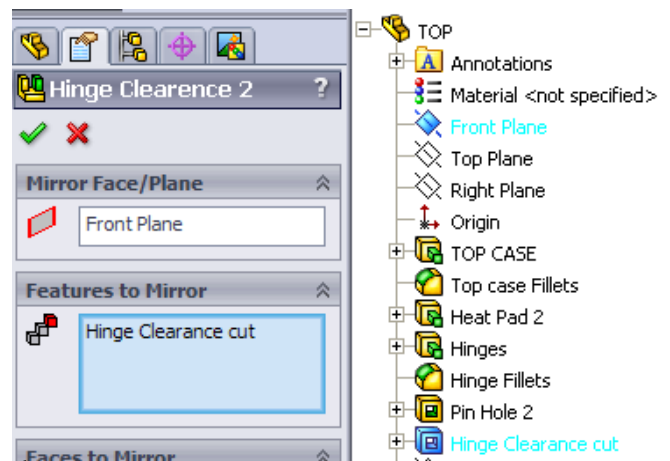 Hinge Clearence 2 ?
Mirror Face/Plane
Front Plane
Features to Mirror
Hinge Clearance cut
Faces to Mirror
TOP
A Annotations
Material <not specified>
Front Plane
Top Plane
Right Plane
Origin
TOP CASE
Top case Fillets
Heat Pad 2
Hinges
Hinge Fillets
Pin Hole 2
Hinge Clearance cut